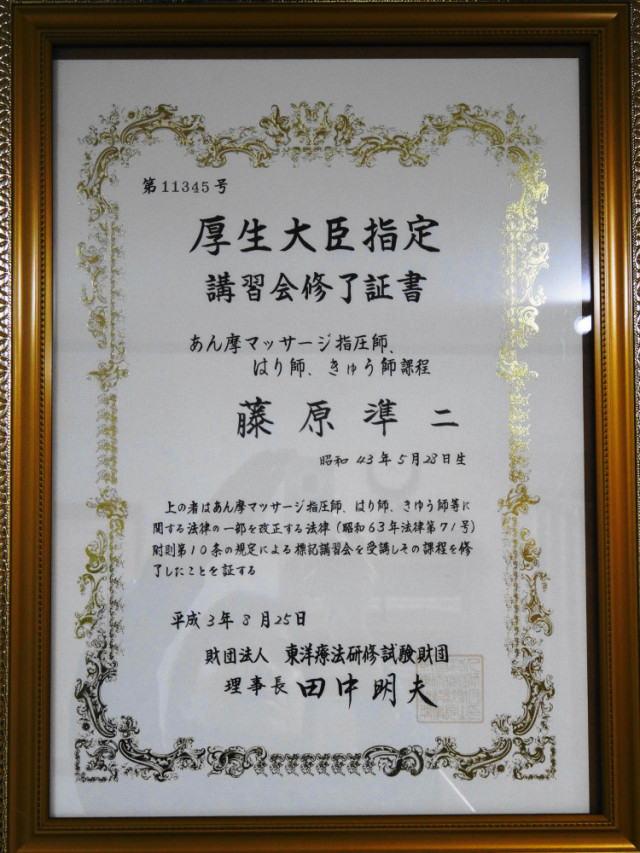 第11345号
厚生大臣指定
講習会修了証書
あん摩マッサージ指圧師、
はり師、きゅう師課程
藤原準二
昭和43年5月28日生
上の者はあん摩マッサージ指圧師、はり師、きゆう師等に
関する法律の一部を改正する法律(昭和63年法律第71号)
附則第10条の規定による標記講習会を受講しその課程を修
了したことを証する
平成3年8月25日
財団法人 東洋療法研修試験財団
理事長 田中明夫